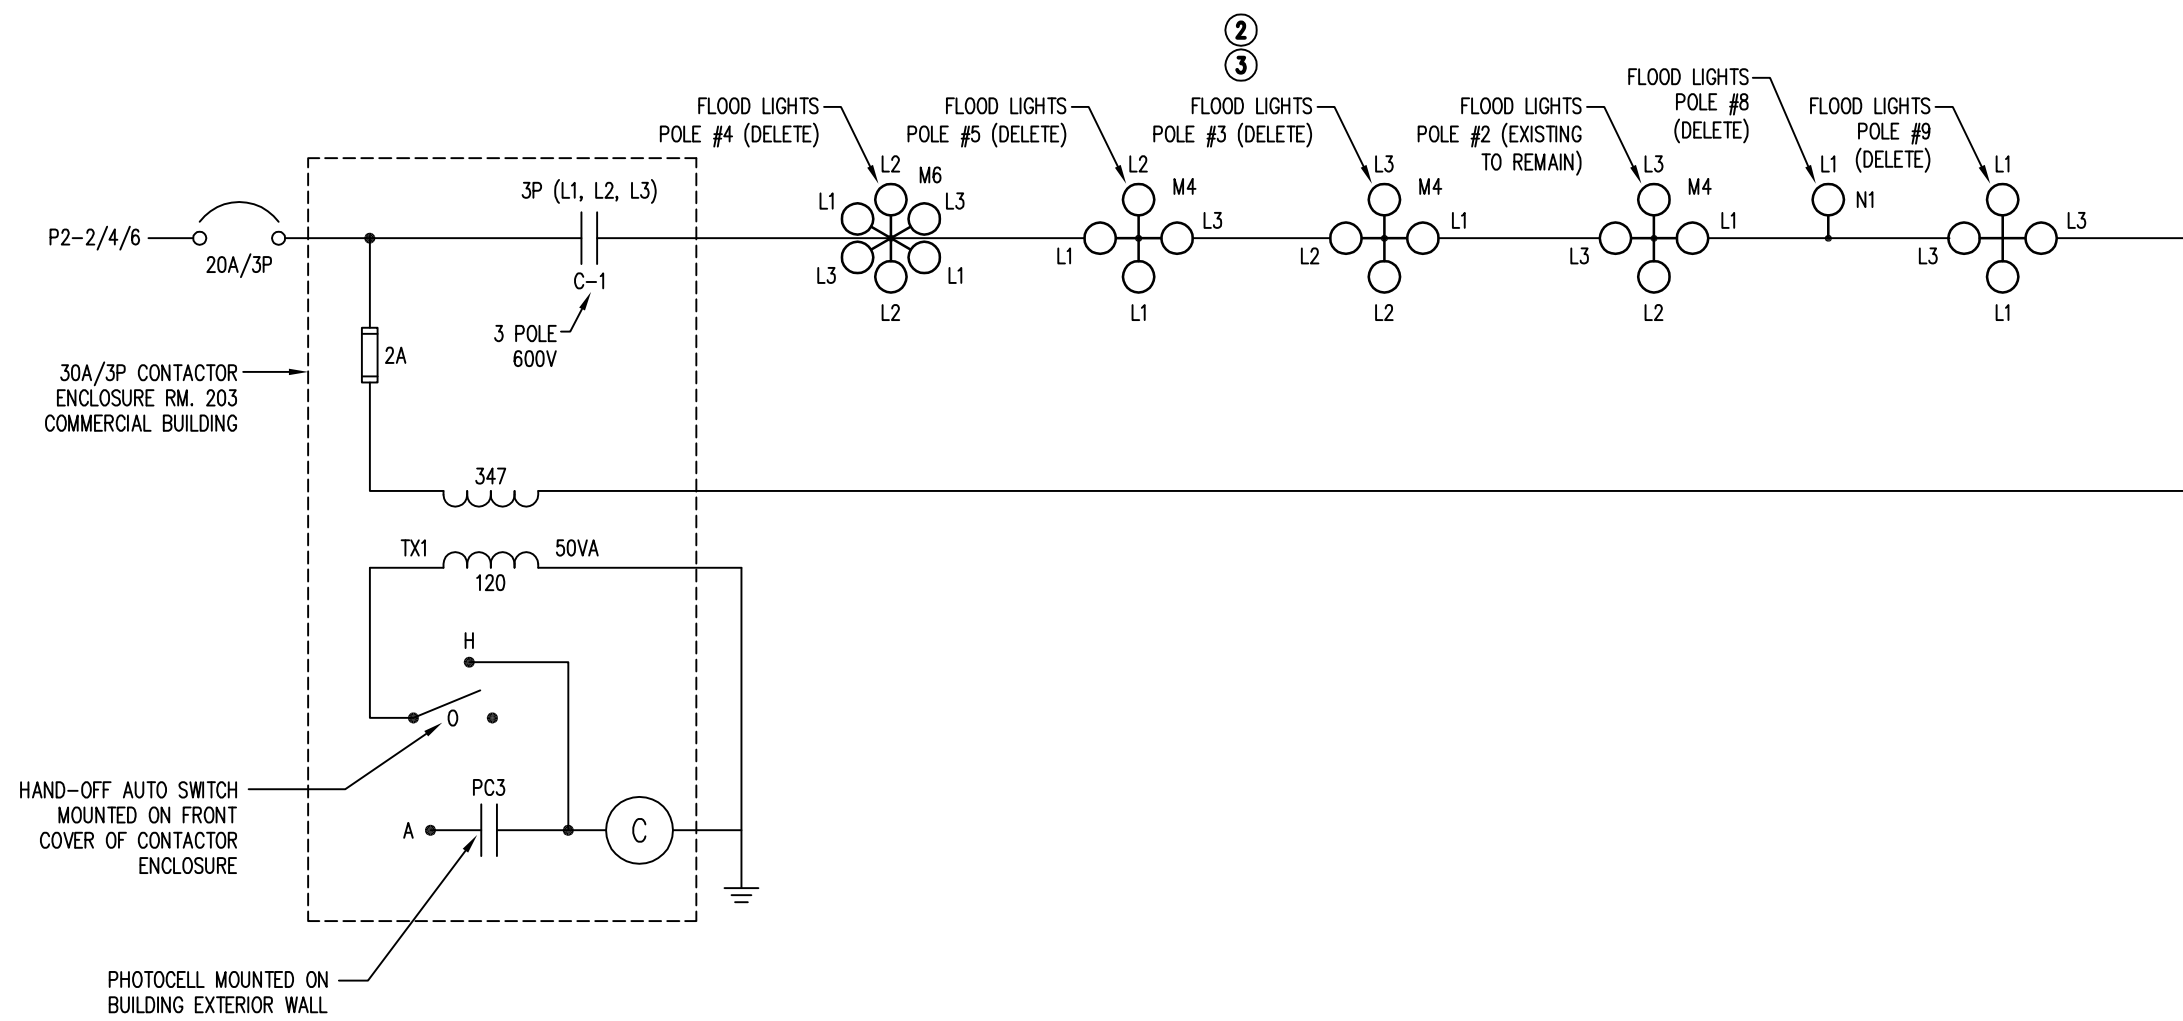 2
3
FLOOD LIGHTS
POLE #4 (DELETE)
FLOOD LIGHTS
POLE #5 (DELETE)
FLOOD LIGHTS
POLE #3 (DELETE)
FLOOD LIGHTS
POLE #2 (EXISTING
TO REMAIN)
FLOOD LIGHTS
POLE #8
(DELETE)
FLOOD LIGHTS
POLE #9
(DELETE)
3P (L1, L2, L3)
P2-2/4/6
20A/3P
C-1
3 POLE
600V
L2
M6
L1
L3
L3
L1
L2
L2
M4
L3
L1
L1
L3
M4
L1
L2
L2
L3
M4
L1
L3
L2
L1
N1
L1
L3
L3
L1
2A
30A/3P CONTACTOR
ENCLOSURE RM. 203
COMMERCIAL BUILDING
347
TX1
50VA
120
H
O
HAND-OFF AUTO SWITCH
MOUNTED ON FRONT
COVER OF CONTACTOR
ENCLOSURE
PC3
A
C
PHOTOCELL MOUNTED ON
BUILDING EXTERIOR WALL